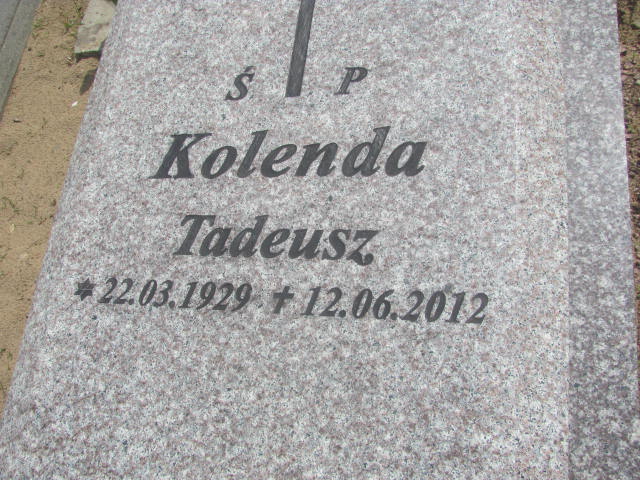 Ś P
Kolenda
Tadeusz
* 22.03.1929 † 12.06.2012